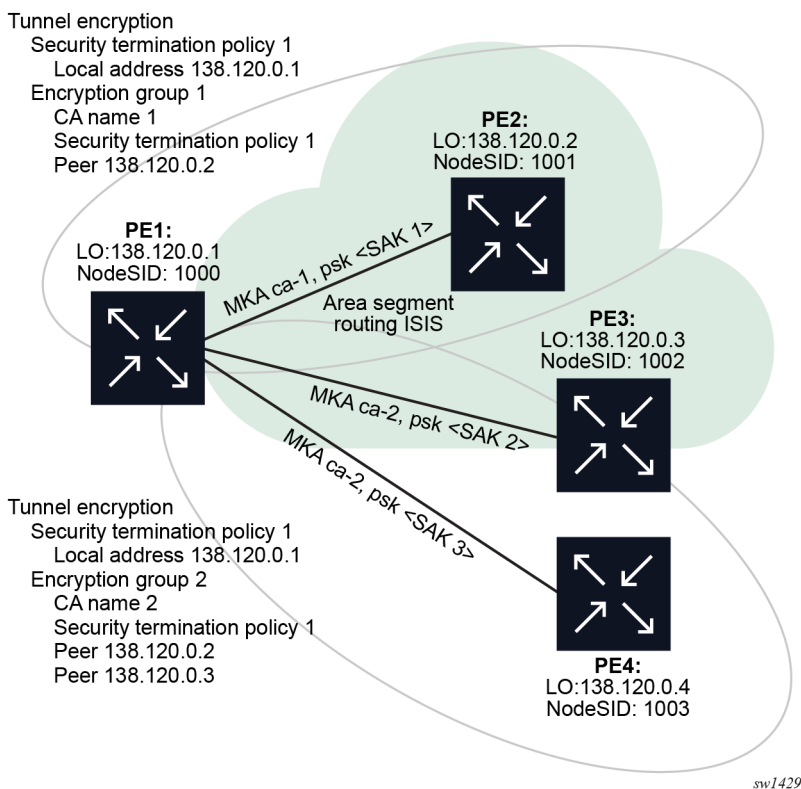 Tunnel encryption
Security termination policy 1
Local address 138.120.0.1
Encryption group 1
CA name 1
Security termination policy 1
Peer 138.120.0.2
PE2:
LO:138.120.0.2
NodeSID: 1001
PE1:
LO:138.120.0.1
NodeSID: 1000
MKA ca-1, psk <SAK 1>
Area segment
routing ISIS
PE3:
LO:138.120.0.3
NodeSID: 1002
MKA ca-2, psk <SAK 2>
MKA ca-2, psk <SAK 3>
Tunnel encryption
Security termination policy 1
Local address 138.120.0.1
Encryption group 2
CA name 2
Security termination policy 1
Peer 138.120.0.2
Peer 138.120.0.3
PE4:
LO:138.120.0.4
NodeSID: 1003
sw1429